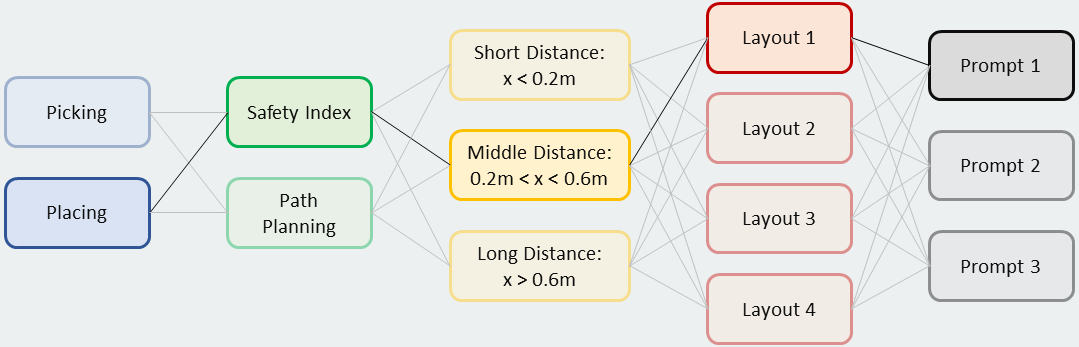 Picking
Placing
Safety Index
Path
Planning
Short Distance:
x < 0.2m
Middle Distance:
0.2m < x < 0.6m
Long Distance:
x > 0.6m
Layout 1
Layout 2
Layout 3
Layout 4
Prompt 1
Prompt 2
Prompt 3